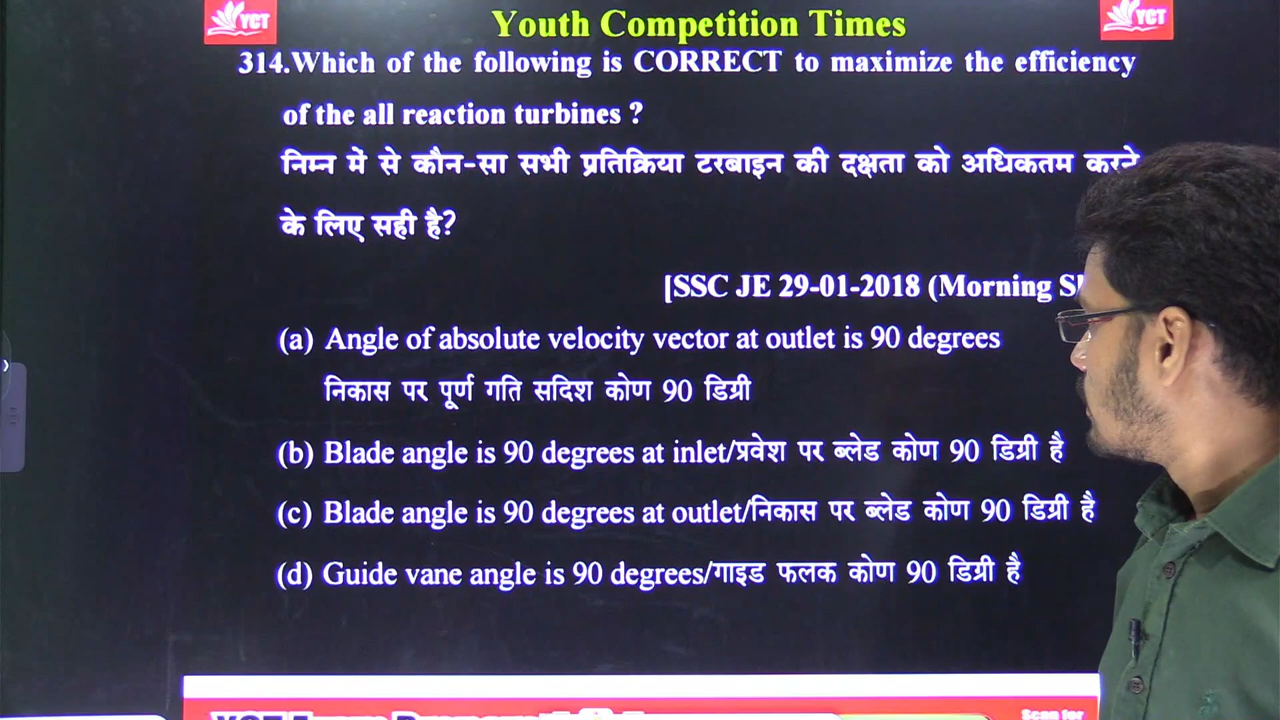 YCT
Youth Competition Times
YCT
314.Which of the following is CORRECT to maximize the efficiency
of the all reaction turbines ?
निम्न में से कौन-सा सभी प्रतिक्रिया टरबाइन की दक्षता को अधिकतम करने
के लिए सही है?
[SSC JE 29-01-2018 (Morning
(a) Angle of absolute velocity vector at outlet is 90 degrees
निकास पर पूर्ण गति सदिश कोण 90 डिग्री
(b) Blade angle is 90 degrees at inlet/प्रवेश पर ब्लेड कोण 90 डिग्री है
(c) Blade angle is 90 degrees at outlet/निकास पर ब्लेड कोण 90 डिग्री है
(d) Guide vane angle is 90 degrees/गाइड फलक कोण 90 डिग्री है
Scan for